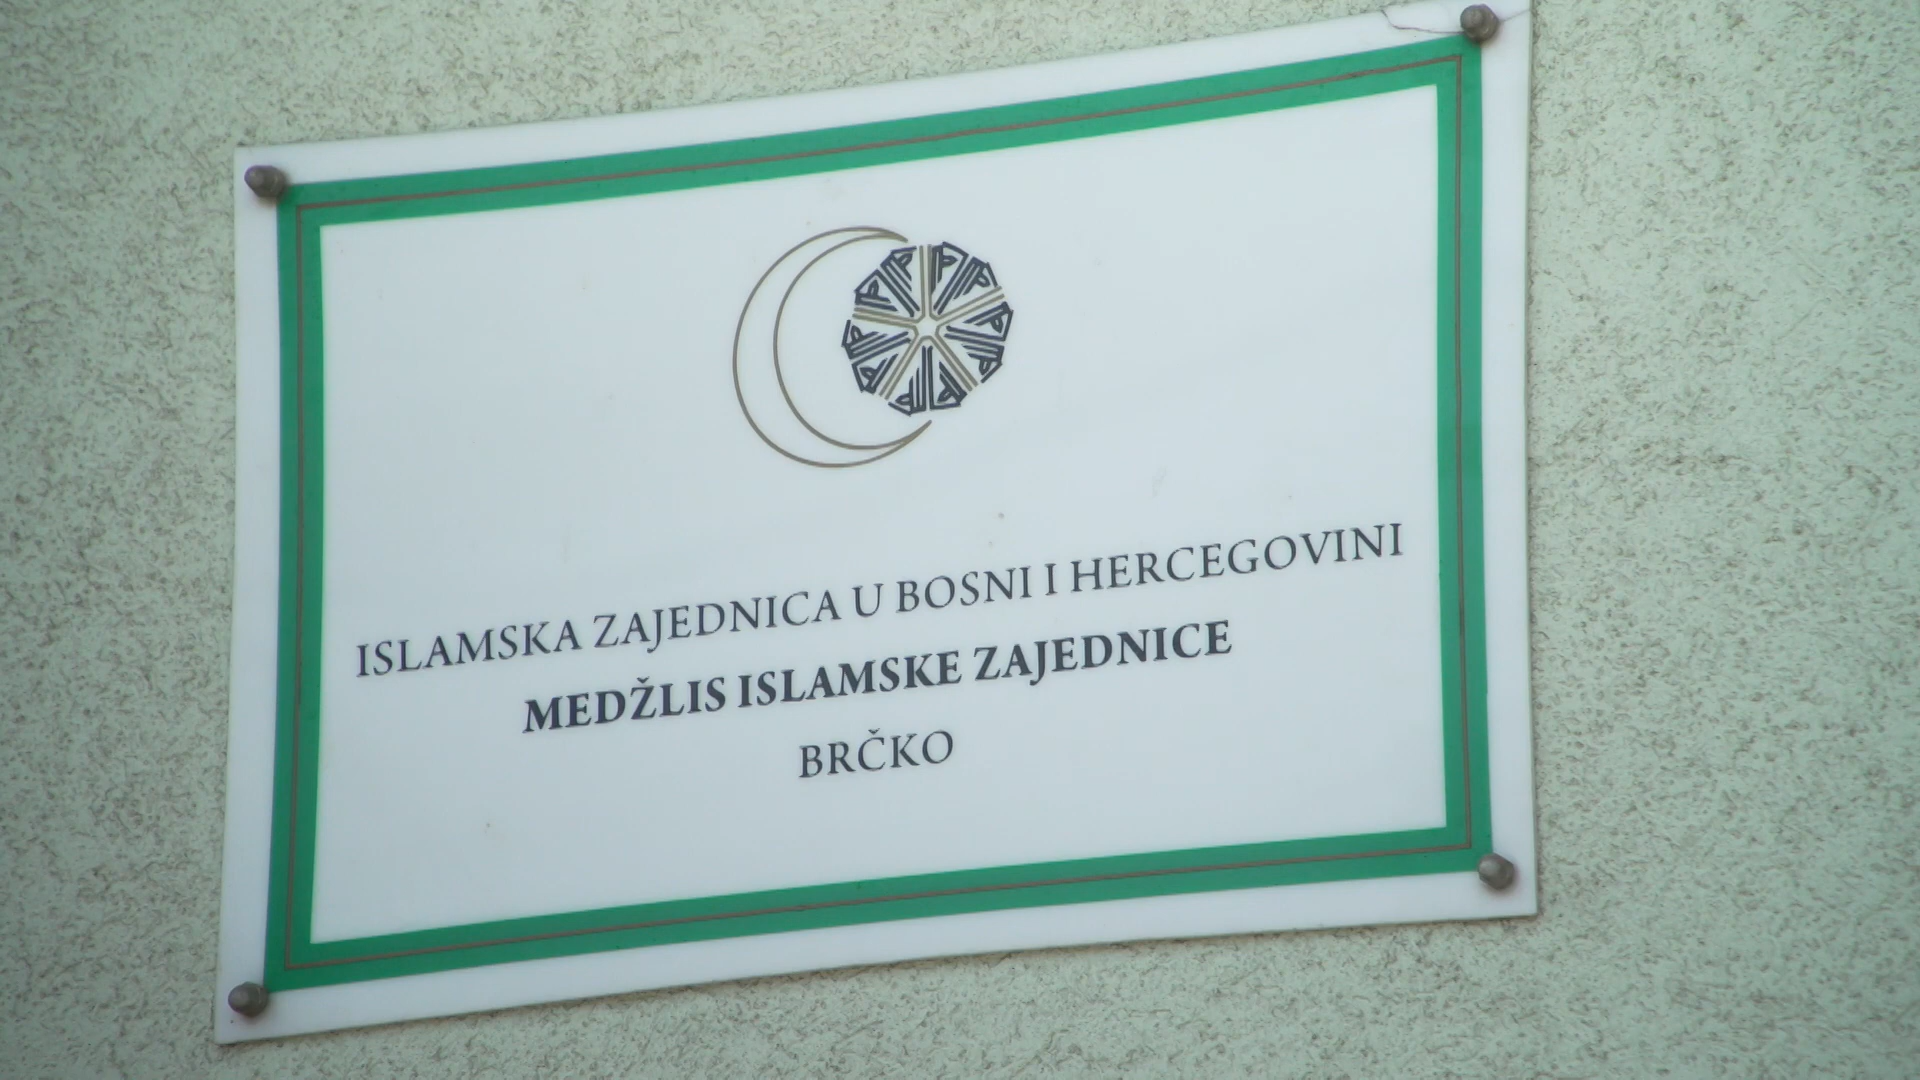 ISLAMSKA ZAJEDNICA U BOSNI I HERCEGOVINI
MEDŽLIS ISLAMSKE ZAJEDNICE
BRČKO